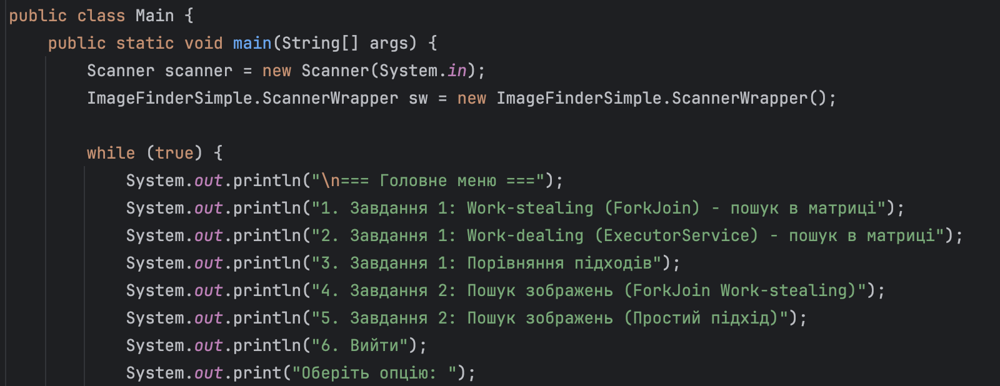 public class Main {
public static void main(String[] args) {
Scanner scanner = new Scanner(System.in);
ImageFinderSimple.ScannerWrapper sw = new ImageFinderSimple.ScannerWrapper();
while (true) {
System.out.println("\n=== Головне меню ===");
System.out.println("1. Завдання 1: Work-stealing (ForkJoin) - пошук в матриці");
System.out.println("2. Завдання 1: Work-dealing (ExecutorService) - пошук в матриці");
System.out.println("3. Завдання 1: Порівняння підходів");
System.out.println("4. Завдання 2: Пошук зображень (ForkJoin Work-stealing)");
System.out.println("5. Завдання 2: Пошук зображень (Простий підхід)");
System.out.println("6. Вийти");
System.out.print("Оберіть опцію: ");